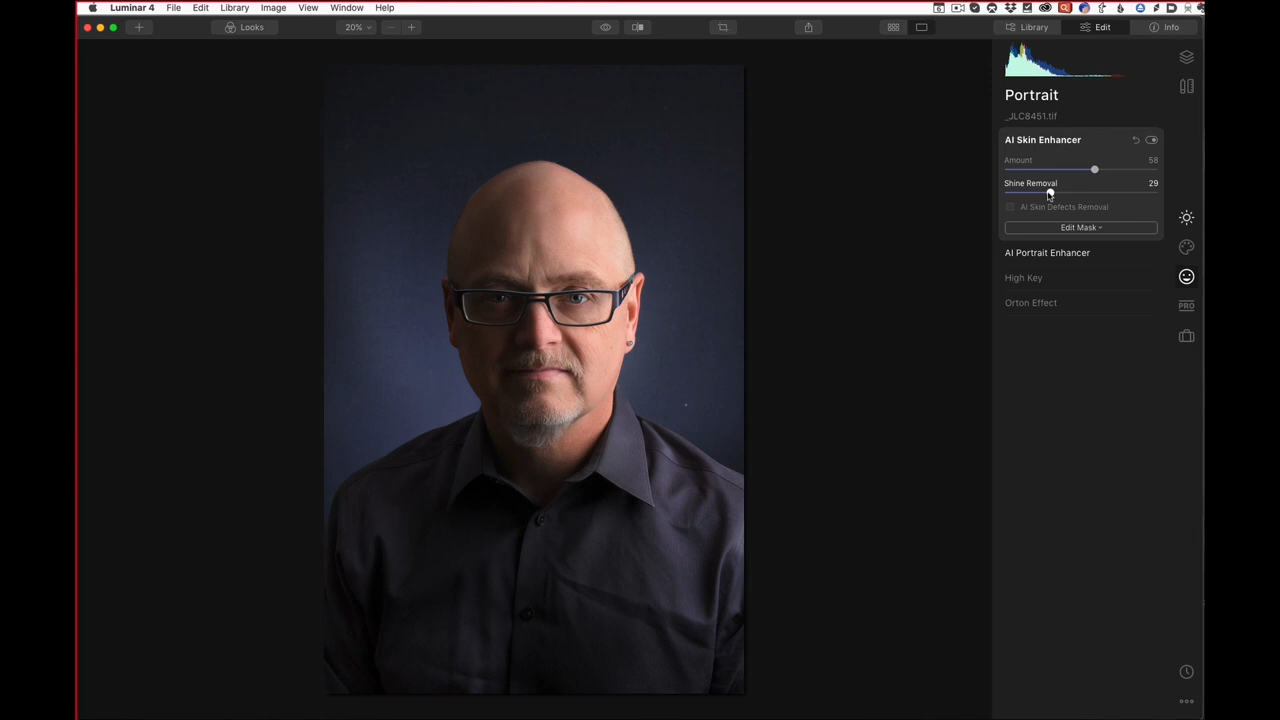 Luminar 4 File Edit Library Image View Window Help
Looks 20% Library Edit Info
Portrait
_JLC8451.tif
AI Skin Enhancer
Amount 58
Shine Removal 29
AI Skin Defects Removal
Edit Mask
AI Portrait Enhancer
High Key
Orton Effect
PRO